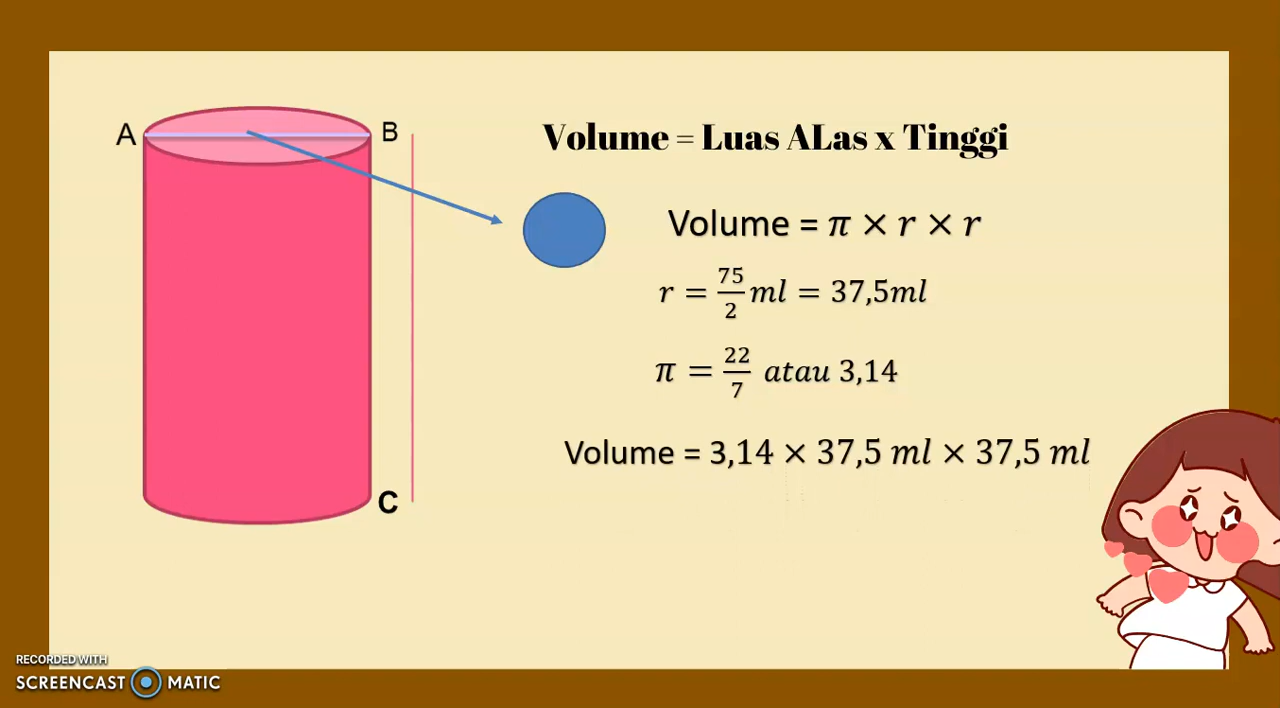 A
B
C
Volume = Luas ALas x Tinggi
Volume = π × r × r
r = 75/2 ml = 37,5ml
π = 22/7 atau 3,14
Volume = 3,14 × 37,5 ml × 37,5 ml
RECORDED WITH
SCREENCAST MATIC